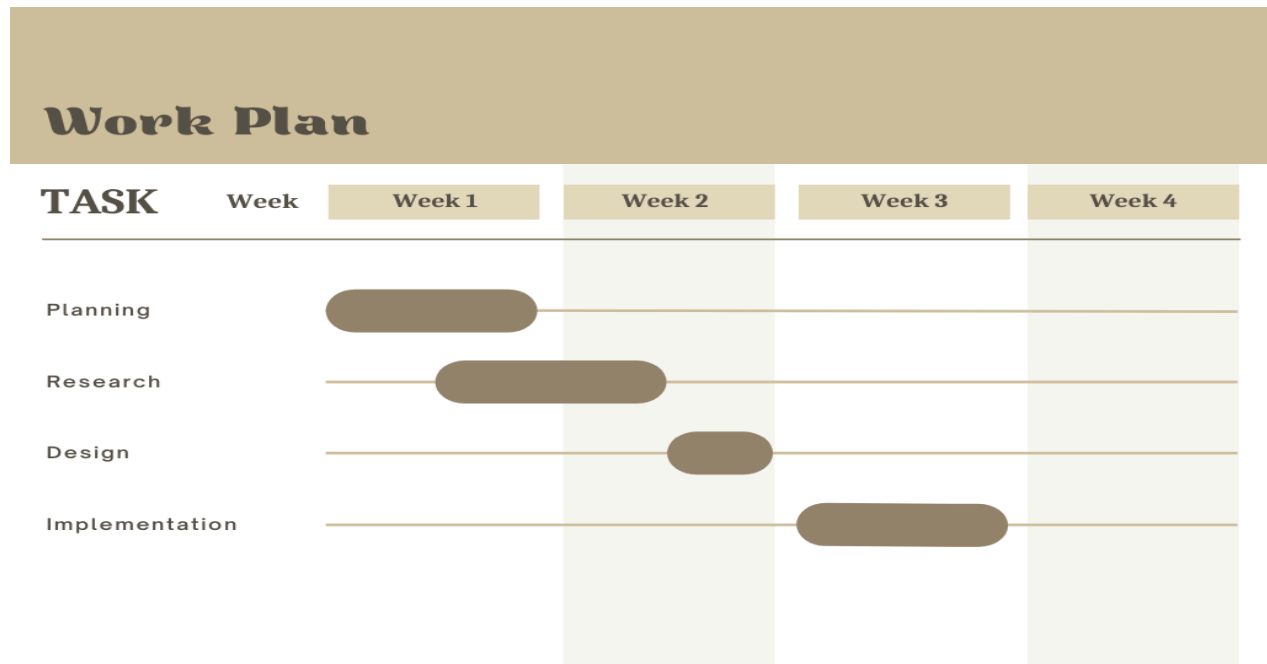 Work Plan
TASK Week Week 1 Week 2 Week 3 Week 4
Planning
Research
Design
Implementation